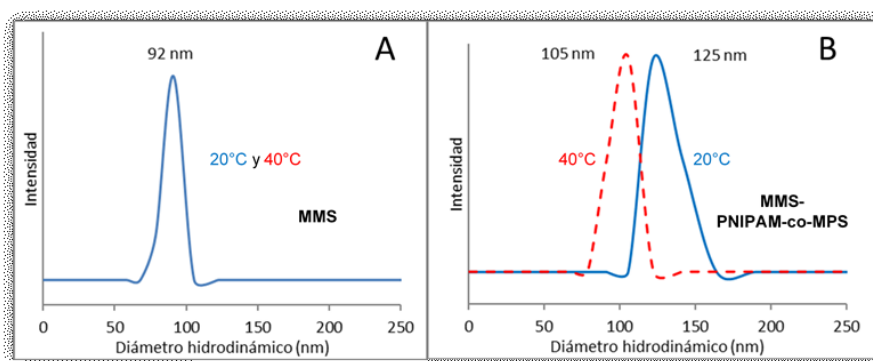 A
92 nm
20°C y 40°C
MMS
Intensidad
0 50 100 150 200 250
Diámetro hidrodinámico (nm)
B
105 nm 125 nm
40°C 20°C
MMS-
PNIPAM-co-MPS
Intensidad
0 50 100 150 200 250
Diámetro hidrodinámico (nm)